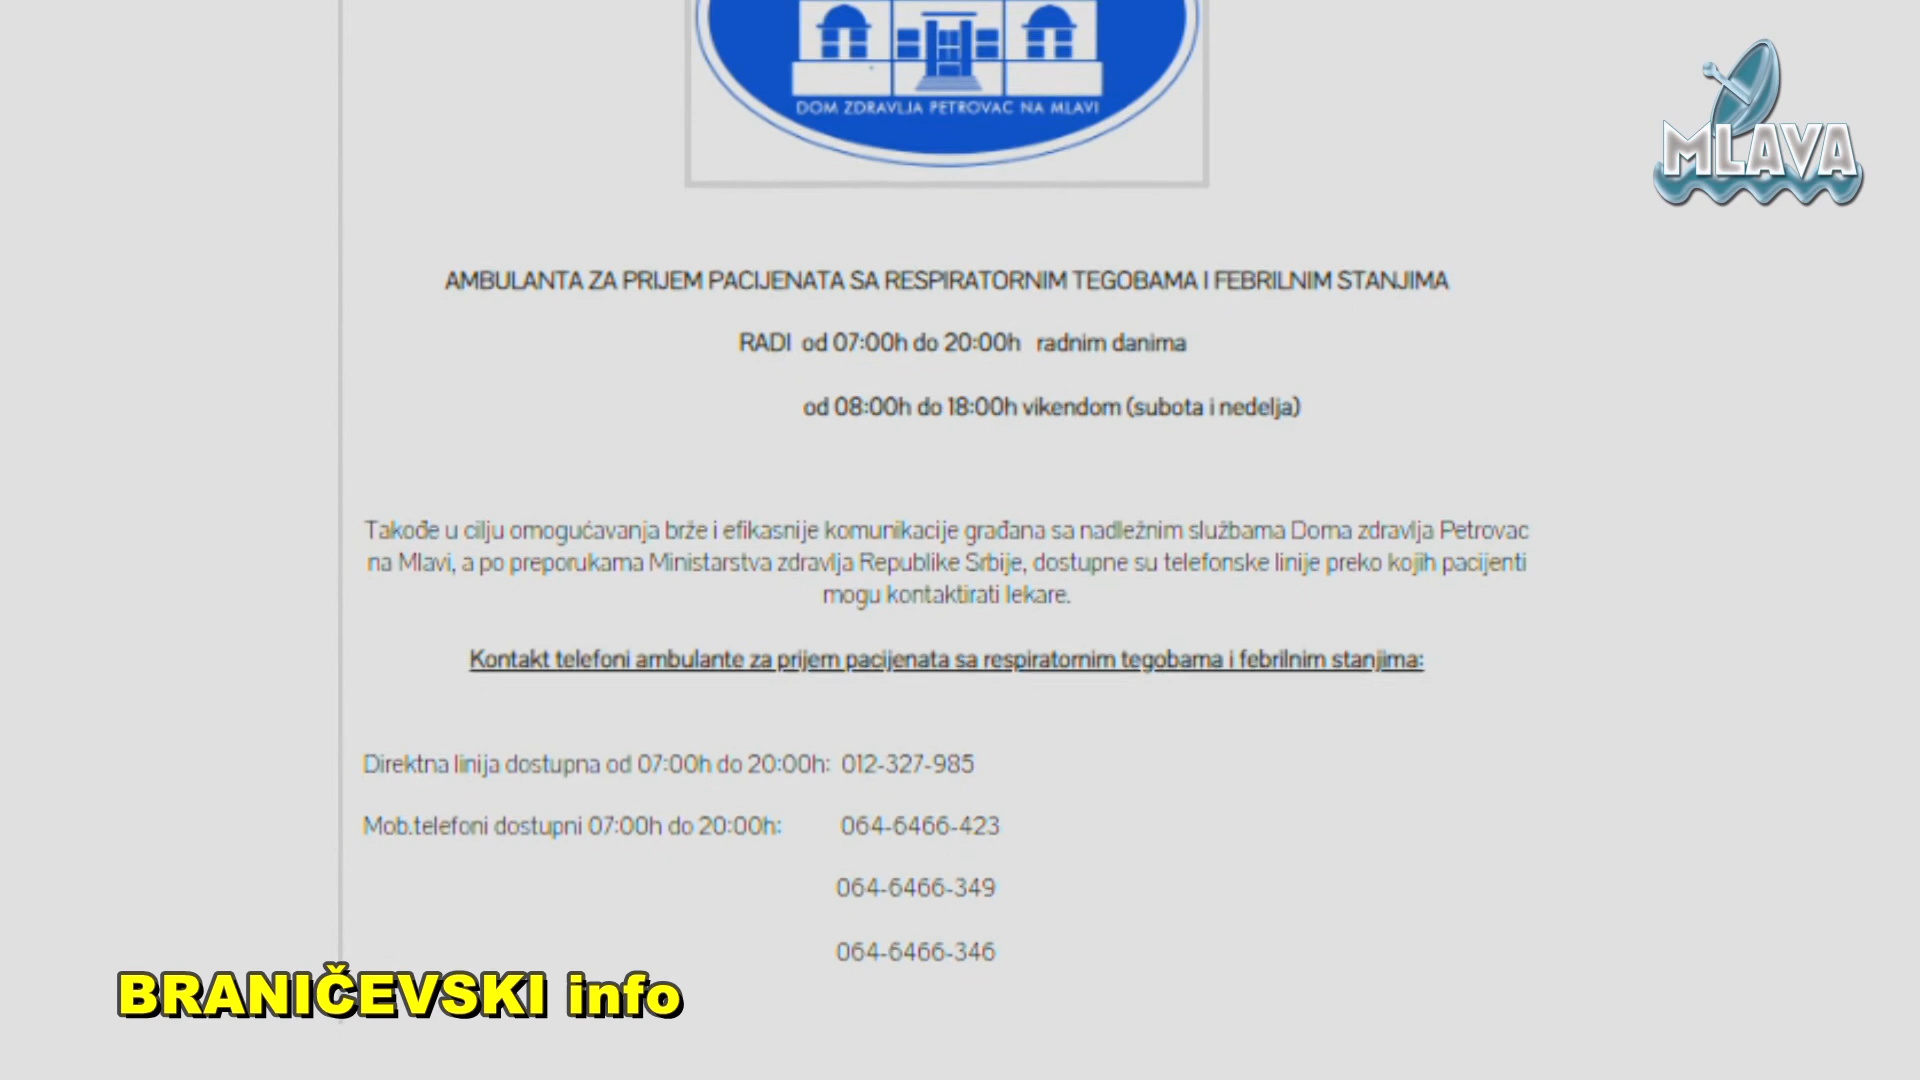 DOM ZDRAVLJA PETROVAC NA MLAVI
MLAVA
AMBULANTA ZA PRIJEM PACIJENATA SA RESPIRATORNIM TEGOBAMA I FEBRILNIM STANJIMA
RADI od 07:00h do 20:00h radnim danima
od 08:00h do 18:00h vikendom (subota i nedelja)
Takođe u cilju omogućavanja brže i efikasnije komunikacije građana sa nadležnim službama Doma zdravlja Petrovac
na Mlavi, a po preporukama Ministarstva zdravlja Republike Srbije, dostupne su telefonske linije preko kojih pacijenti
mogu kontaktirati lekare.
Kontakt telefoni ambulante za prijem pacijenata sa respiratornim tegobama i febrilnim stanjima:
Direktna linija dostupna od 07:00h do 20:00h: 012-327-985
Mob.telefoni dostupni 07:00h do 20:00h: 064-6466-423
064-6466-349
064-6466-346
BRANIČEVSKI info